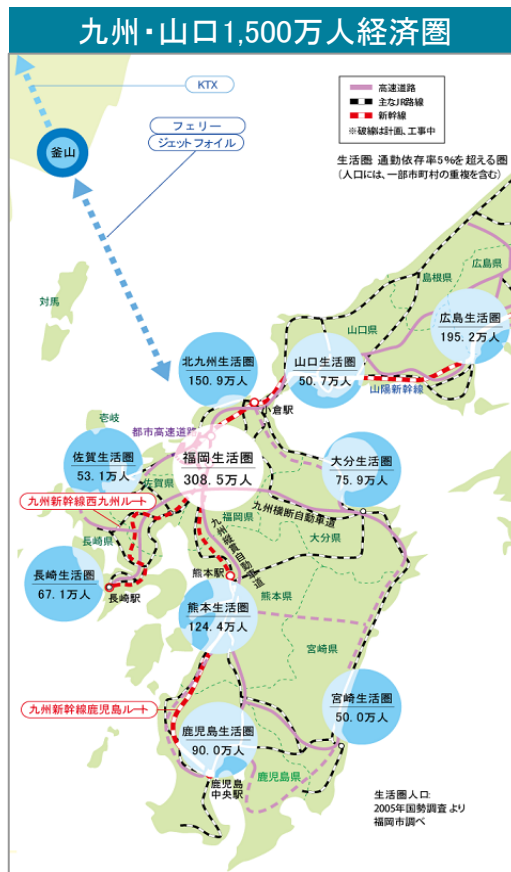 九州・山口1,500万人経済圏
KTX
フェリー
ジェットフォイル
釜山
高速道路
主なJR路線
新幹線
※破線は計画、工事中
生活圏: 通勤依存率5%を超える圏
(人口には、一部市町村の重複を含む)
島根県
広島県
対馬
山口県
広島生活圏
195.2万人
北九州生活圏
150.9万人
山口生活圏
50.7万人
山陽新幹線
小倉駅
壱岐
都市高速道路
佐賀生活圏
53.1万人
福岡生活圏
308.5万人
大分生活圏
75.9万人
佐賀県
九州新幹線西九州ルート
福岡県
九州横断自動車道
大分県
長崎県
九州縦貫自動車道
長崎生活圏
67.1万人
長崎駅
熊本駅
熊本県
熊本生活圏
124.4万人
宮崎県
九州新幹線鹿児島ルート
宮崎生活圏
50.0万人
鹿児島生活圏
90.0万人
鹿児島
中央駅
鹿児島県
生活圏人口:
2005年国勢調査より
福岡市調べ